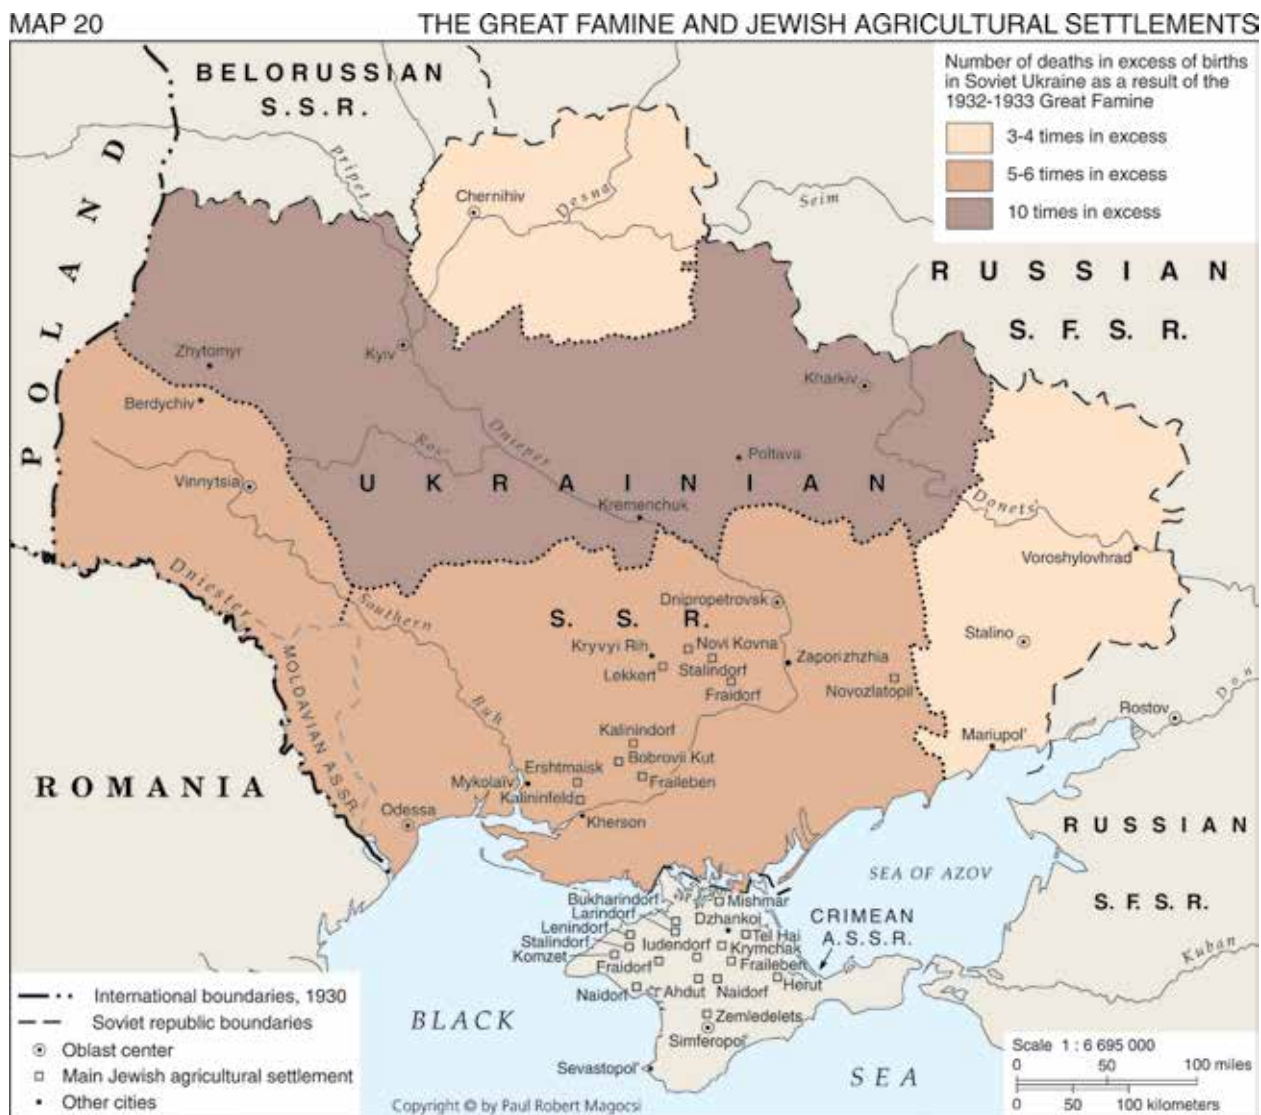 MAP 20
THE GREAT FAMINE AND JEWISH AGRICULTURAL SETTLEMENTS
Number of deaths in excess of births
in Soviet Ukraine as a result of the
1932-1933 Great Famine
3-4 times in excess
5-6 times in excess
10 times in excess
BELORUSSIAN
S.S.R.
POLAND
pripet
Chernihiv
Desna
Seim
RUSSIAN
S. F. S. R.
Zhytomyr
Kyiv
Kharkiv
Berdychiv
Ros'
Dnieper
Poltava
Vinnytsia
UKRAINIAN
Kremenchuk
Donets'
Voroshylovhrad
Dniester
Southern
Dnipropetrovsk
S. S. R.
Stalino
Kryvyi Rih
Novi Kovna
Lekkert
Stalindorf
Zaporizhzhia
Fraidorf
Novozlatopil
MOLDAVIAN A.S.S.R.
Buh
Don
Rostov
Kalinindorf
Mariupol'
Bobrovii Kut
Ershtmaisk
Fraileben
ROMANIA
Mykolaïv
Kalininfeld
Odessa
Kherson
RUSSIAN
S. F. S. R.
SEA OF AZOV
Bukharindorf
Mishmar
Larindorf
Dzhankoi
CRIMEAN
A.S.S.R.
Lenindorf
Tel Hai
Stalindorf
Iudendorf
Krymchak
Komzet
Fraidorf
Fraileben
Kuban
Naidorf
Ahdut
Naidorf
Herut
Zemledelets
BLACK
Simferopol'
Sevastopol'
SEA
International boundaries, 1930
Soviet republic boundaries
Oblast center
Main Jewish agricultural settlement
Other cities
Copyright © by Paul Robert Magocsi
Scale 1 : 6 695 000
0 50 100 miles
0 50 100 kilometers